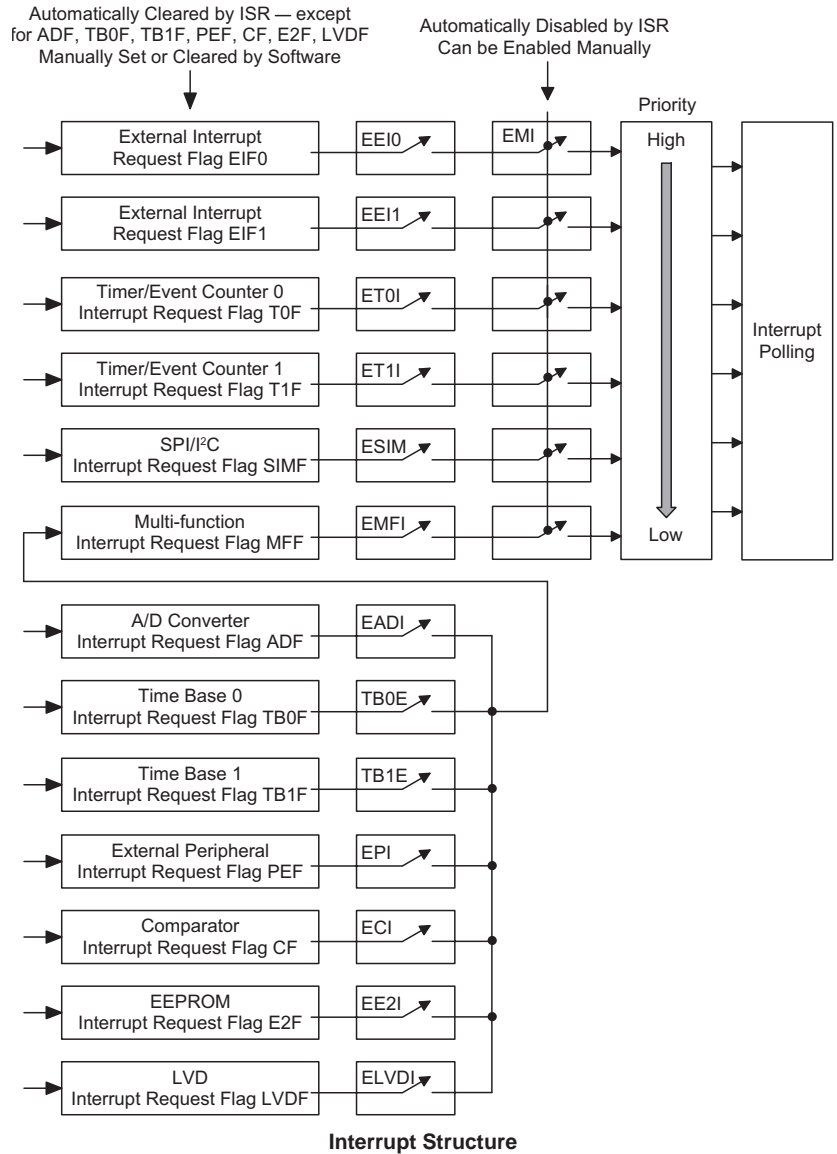 Automatically Cleared by ISR — except
for ADF, TB0F, TB1F, PEF, CF, E2F, LVDF
Manually Set or Cleared by Software
Automatically Disabled by ISR
Can be Enabled Manually
Priority
External Interrupt
Request Flag EIF0
EEI0
EMI
High
External Interrupt
Request Flag EIF1
EEI1
Timer/Event Counter 0
Interrupt Request Flag T0F
ET0I
Interrupt
Polling
Timer/Event Counter 1
Interrupt Request Flag T1F
ET1I
SPI/I²C
Interrupt Request Flag SIMF
ESIM
Multi-function
Interrupt Request Flag MFF
EMFI
Low
A/D Converter
Interrupt Request Flag ADF
EADI
Time Base 0
Interrupt Request Flag TB0F
TB0E
Time Base 1
Interrupt Request Flag TB1F
TB1E
External Peripheral
Interrupt Request Flag PEF
EPI
Comparator
Interrupt Request Flag CF
ECI
EEPROM
Interrupt Request Flag E2F
EE2I
LVD
Interrupt Request Flag LVDF
ELVDI
Interrupt Structure